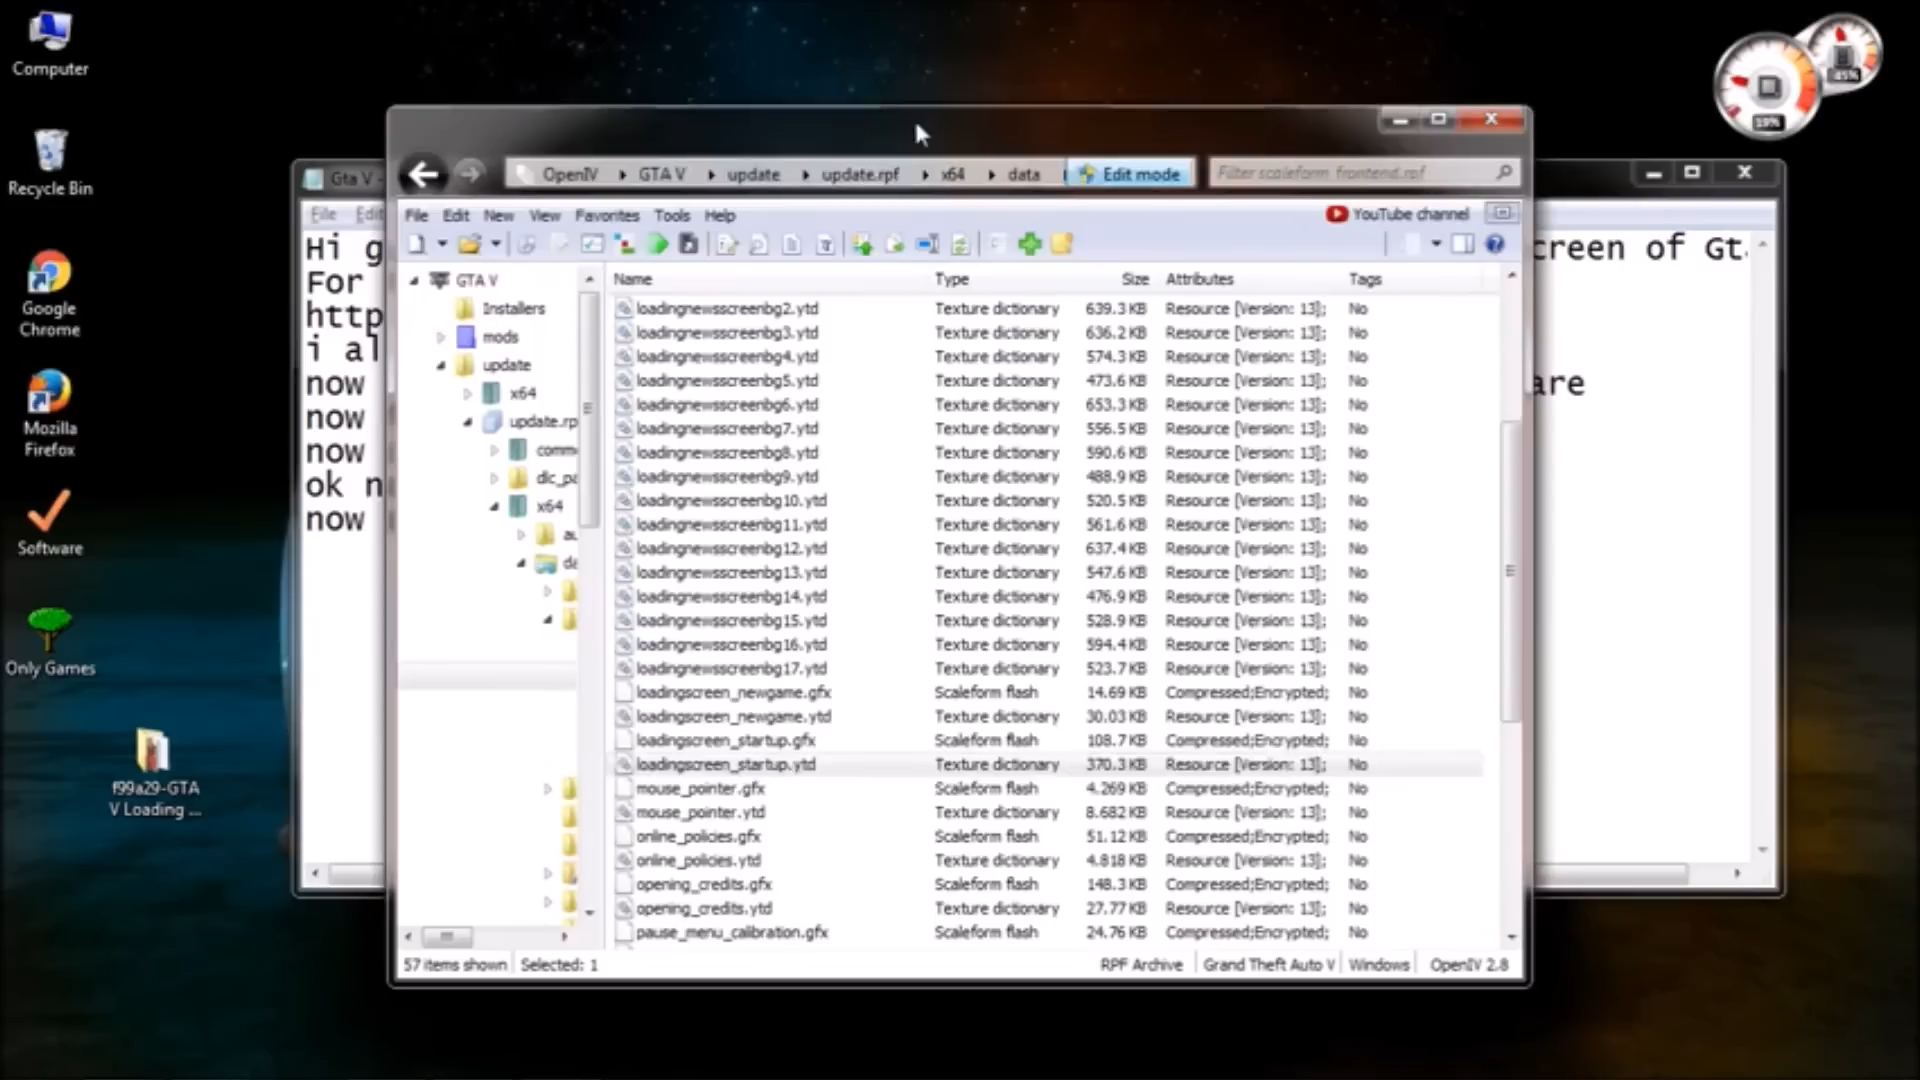 Computer
Recycle Bin
Google
Chrome
Mozilla
Firefox
Software
Only Games
f99a29-GTA
V Loading ...
19%
45%
Gta V -
File Edit
Hi g
For
http
i al
now
now
now
ok n
now
creen of Gt
are
OpenIV GTA V update update.rpf x64 data Edit mode Filter scaleform_frontend.rpf
File Edit New View Favorites Tools Help YouTube channel
GTA V
Installers
mods
update
x64
update.rp
comm
dlc_pa
x64
au
da
Name Type Size Attributes Tags
loadingnewsscreenbg2.ytd Texture dictionary 639.3 KB Resource [Version: 13]; No
loadingnewsscreenbg3.ytd Texture dictionary 636.2 KB Resource [Version: 13]; No
loadingnewsscreenbg4.ytd Texture dictionary 574.3 KB Resource [Version: 13]; No
loadingnewsscreenbg5.ytd Texture dictionary 473.6 KB Resource [Version: 13]; No
loadingnewsscreenbg6.ytd Texture dictionary 653.3 KB Resource [Version: 13]; No
loadingnewsscreenbg7.ytd Texture dictionary 556.5 KB Resource [Version: 13]; No
loadingnewsscreenbg8.ytd Texture dictionary 590.6 KB Resource [Version: 13]; No
loadingnewsscreenbg9.ytd Texture dictionary 488.9 KB Resource [Version: 13]; No
loadingnewsscreenbg10.ytd Texture dictionary 520.5 KB Resource [Version: 13]; No
loadingnewsscreenbg11.ytd Texture dictionary 561.6 KB Resource [Version: 13]; No
loadingnewsscreenbg12.ytd Texture dictionary 637.4 KB Resource [Version: 13]; No
loadingnewsscreenbg13.ytd Texture dictionary 547.6 KB Resource [Version: 13]; No
loadingnewsscreenbg14.ytd Texture dictionary 476.9 KB Resource [Version: 13]; No
loadingnewsscreenbg15.ytd Texture dictionary 528.9 KB Resource [Version: 13]; No
loadingnewsscreenbg16.ytd Texture dictionary 594.4 KB Resource [Version: 13]; No
loadingnewsscreenbg17.ytd Texture dictionary 523.7 KB Resource [Version: 13]; No
loadingscreen_newgame.gfx Scaleform flash 14.69 KB Compressed;Encrypted; No
loadingscreen_newgame.ytd Texture dictionary 30.03 KB Resource [Version: 13]; No
loadingscreen_startup.gfx Scaleform flash 108.7 KB Compressed;Encrypted; No
loadingscreen_startup.ytd Texture dictionary 370.3 KB Resource [Version: 13]; No
mouse_pointer.gfx Scaleform flash 4.269 KB Compressed;Encrypted; No
mouse_pointer.ytd Texture dictionary 8.682 KB Resource [Version: 13]; No
online_policies.gfx Scaleform flash 51.12 KB Compressed;Encrypted; No
online_policies.ytd Texture dictionary 4.818 KB Resource [Version: 13]; No
opening_credits.gfx Scaleform flash 148.3 KB Compressed;Encrypted; No
opening_credits.ytd Texture dictionary 27.77 KB Resource [Version: 13]; No
pause_menu_calibration.gfx Scaleform flash 24.76 KB Compressed;Encrypted; No
57 items shown Selected: 1 RPF Archive Grand Theft Auto V Windows OpenIV 2.8